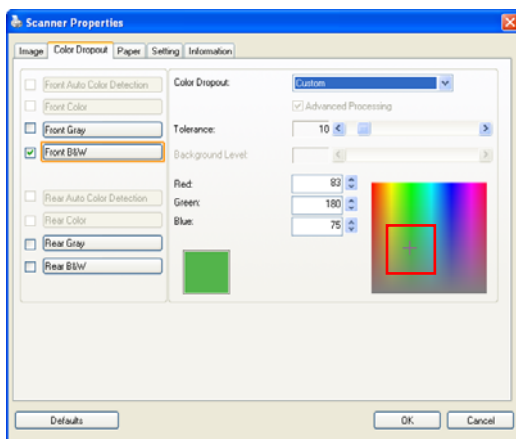 Scanner Properties
Image Color Dropout Paper Setting Information
Front Auto Color Detection
Front Color
Front Gray
Front B&W
Rear Auto Color Detection
Rear Color
Rear Gray
Rear B&W
Color Dropout: Custom
Advanced Processing
Tolerance: 10
Background Level:
Red: 83
Green: 180
Blue: 75
Defaults OK Cancel